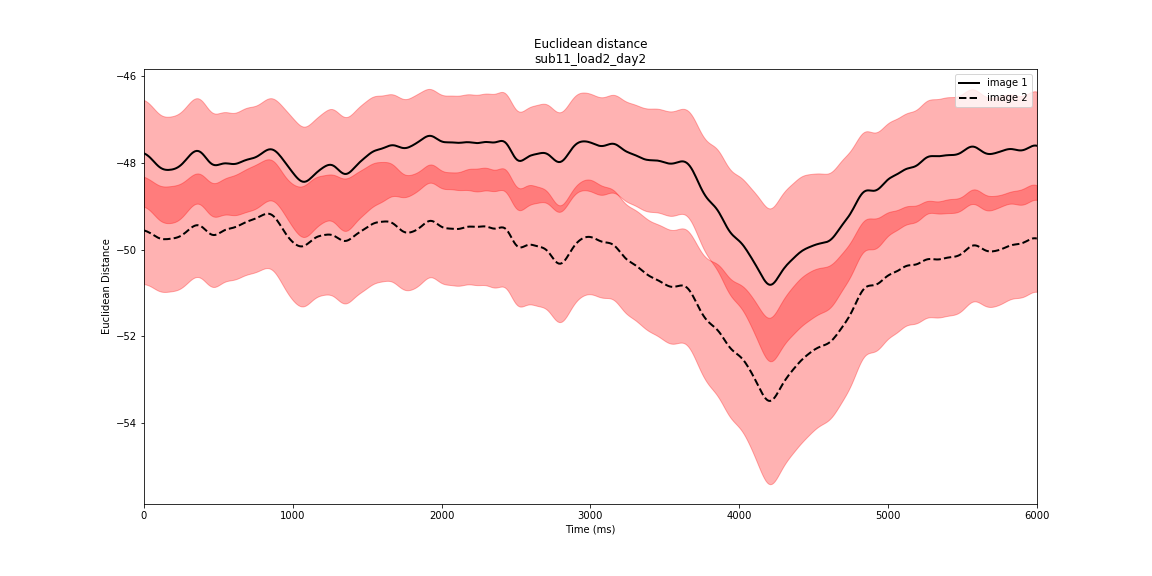 Euclidean distance
sub11_load2_day2
image 1
image 2
Euclidean Distance
−46
−48
−50
−52
−54
0 1000 2000 3000 4000 5000 6000
Time (ms)